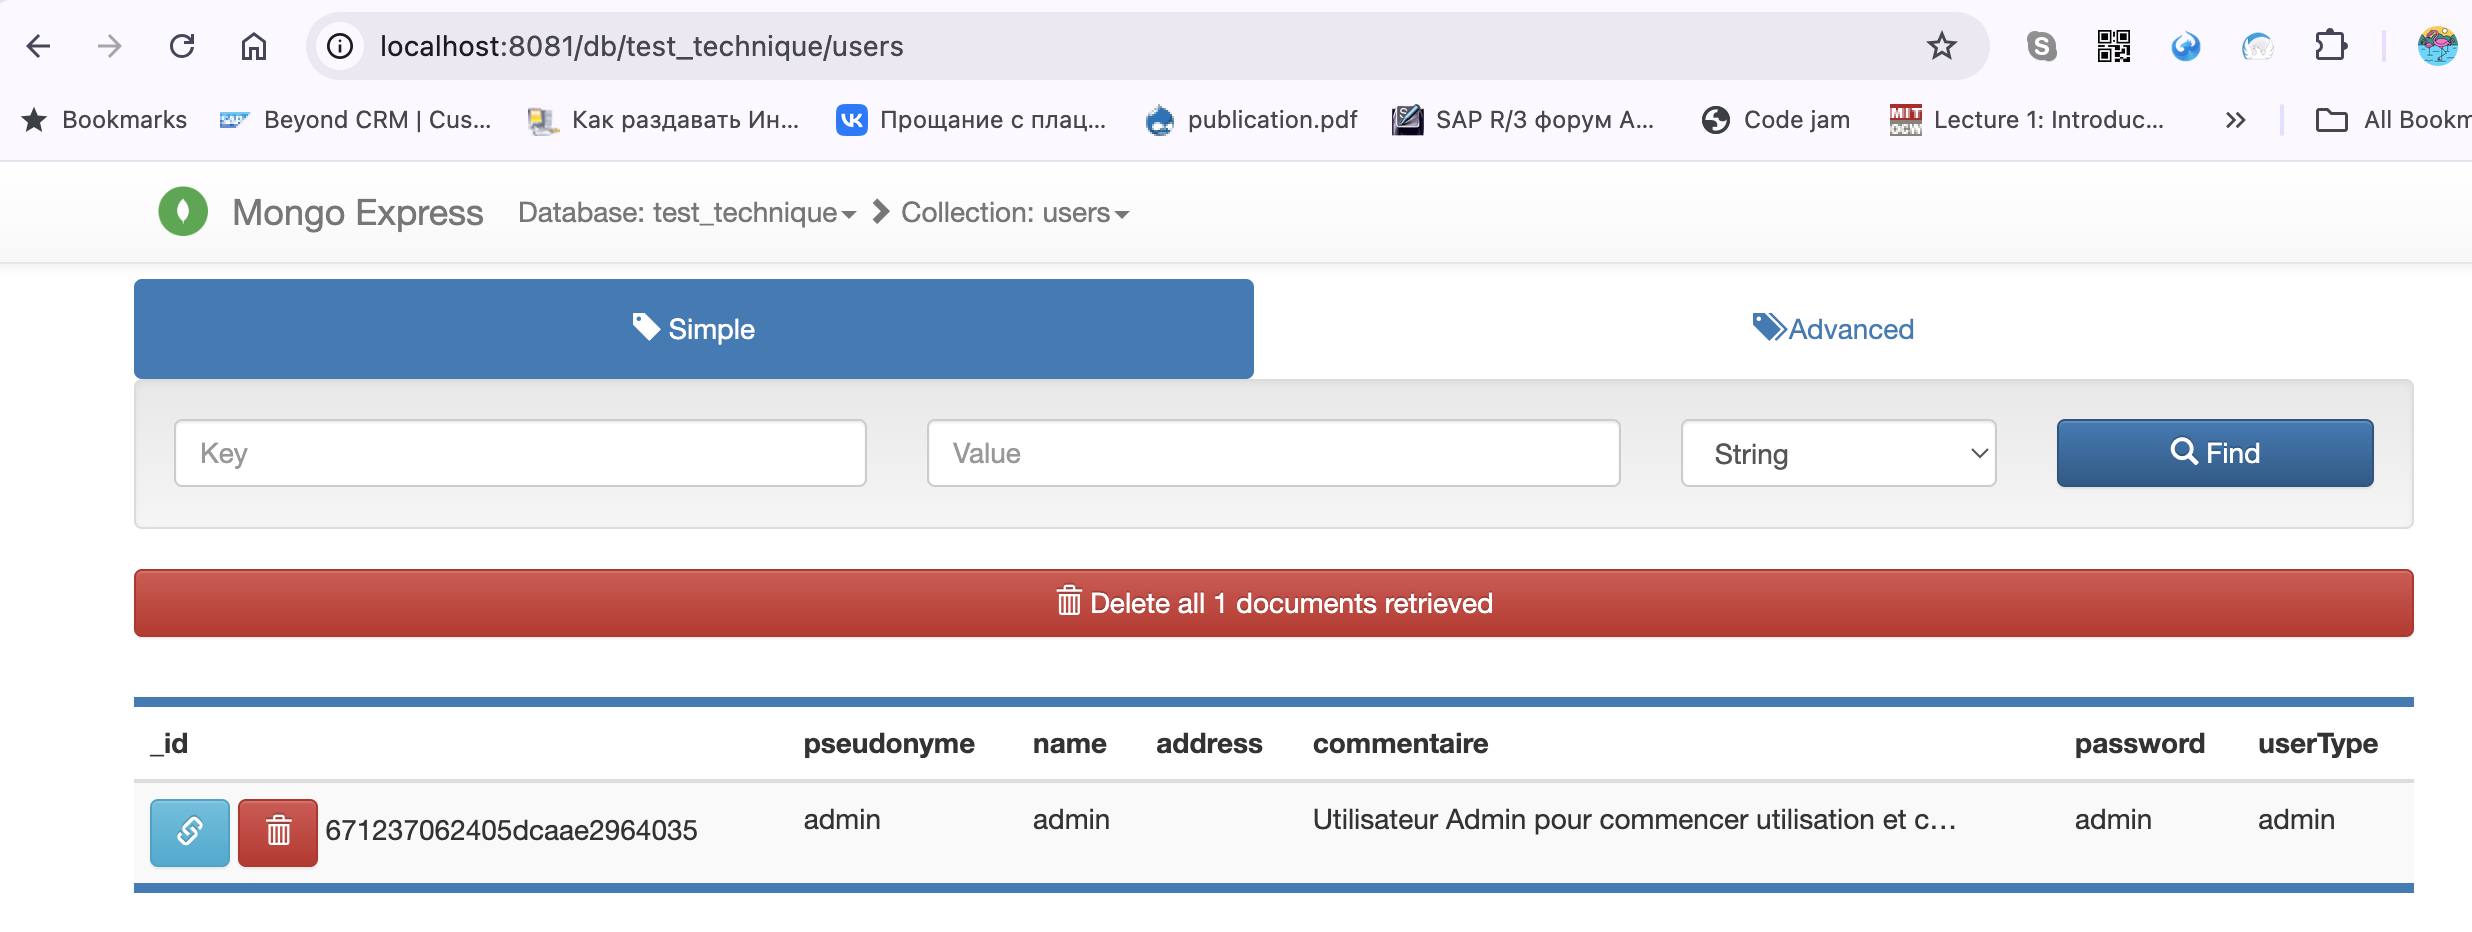 localhost:8081/db/test_technique/users
Bookmarks Beyond CRM | Cus... Как раздавать Ин... Прощание с плац... publication.pdf SAP R/3 форум А... Code jam Lecture 1: Introduc... All Bookm
Mongo Express Database: test_technique Collection: users
Simple Advanced
Key Value String Find
Delete all 1 documents retrieved
_id pseudonyme name address commentaire password userType
671237062405dcaae2964035 admin admin Utilisateur Admin pour commencer utilisation et c... admin admin